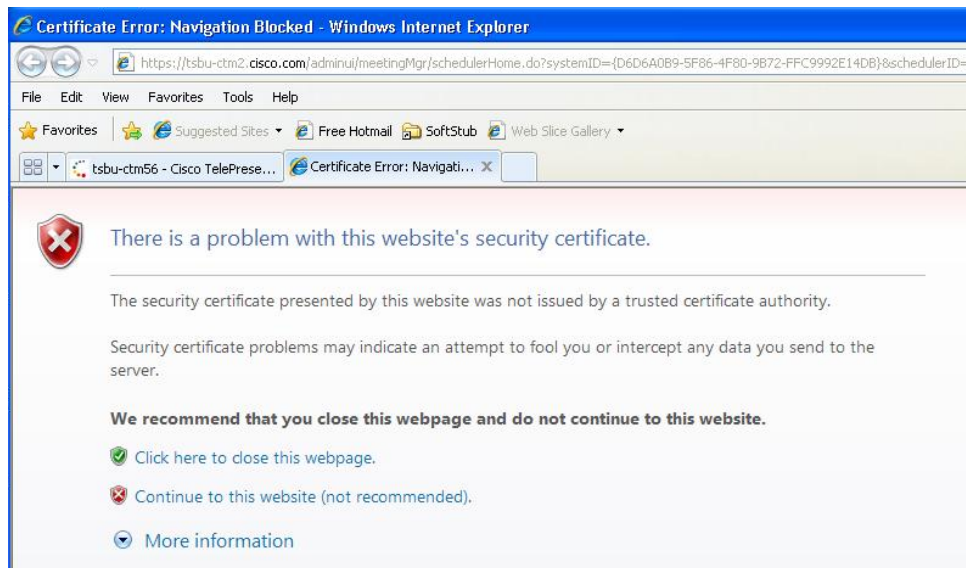 Certificate Error: Navigation Blocked - Windows Internet Explorer
https://tsbu-ctm2.cisco.com/adminui/meetingMgr/schedulerHome.do?systemID={D6D6A0B9-5F86-4F80-9B72-FFC9992E14DB}&schedulerID=
File Edit View Favorites Tools Help
Favorites Suggested Sites Free Hotmail SoftStub Web Slice Gallery
tsbu-ctm56 - Cisco TelePrese... Certificate Error: Navigati... X
There is a problem with this website's security certificate.
The security certificate presented by this website was not issued by a trusted certificate authority.
Security certificate problems may indicate an attempt to fool you or intercept any data you send to the
server.
We recommend that you close this webpage and do not continue to this website.
Click here to close this webpage.
Continue to this website (not recommended).
More information